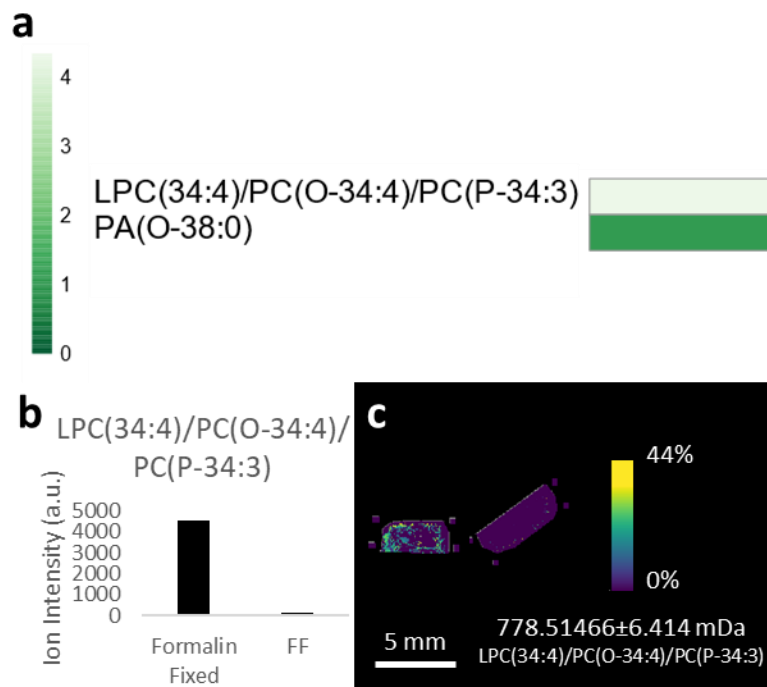 a
4
3
2
1
0
LPC(34:4)/PC(O-34:4)/PC(P-34:3)
PA(O-38:0)
b
LPC(34:4)/PC(O-34:4)/
PC(P-34:3)
Ion Intensity (a.u.)
5000
4000
3000
2000
1000
0
Formalin
Fixed
FF
c
44%
0%
5 mm
778.51466±6.414 mDa
LPC(34:4)/PC(O-34:4)/PC(P-34:3)